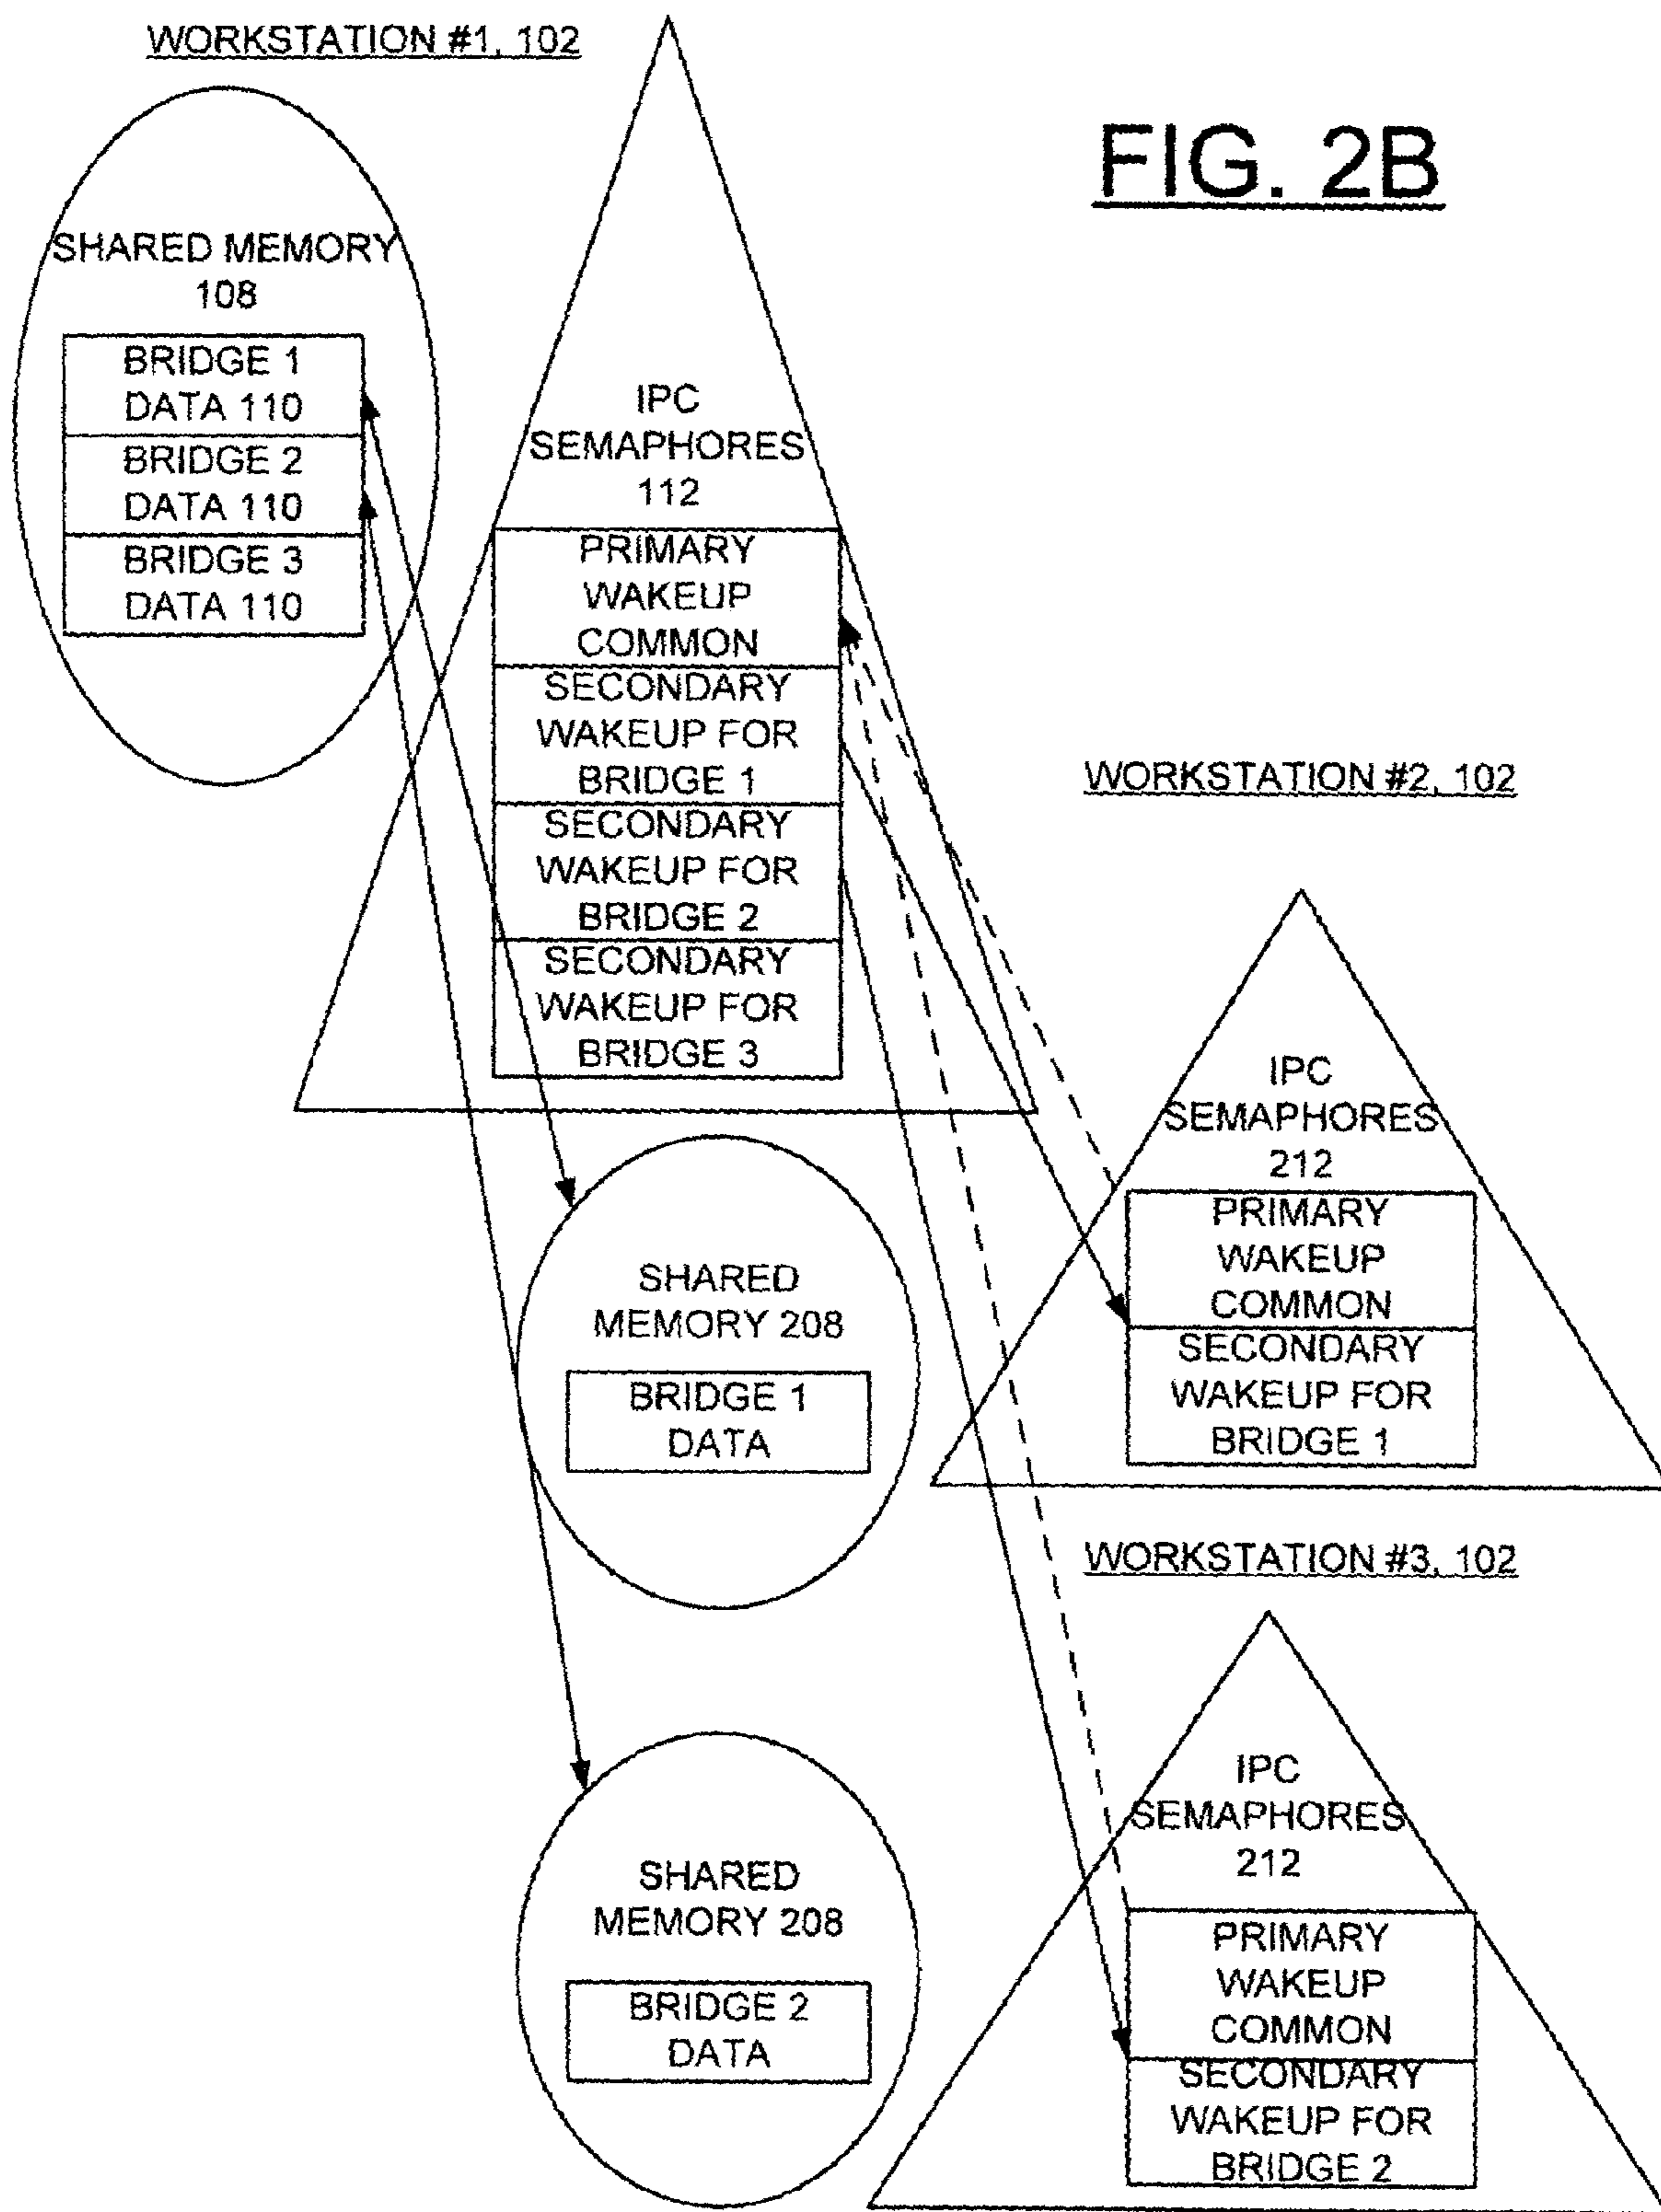 WORKSTATION #1, 102
FIG. 2B
SHARED MEMORY
108
BRIDGE 1
DATA 110
BRIDGE 2
DATA 110
BRIDGE 3
DATA 110
IPC
SEMAPHORES
112
PRIMARY
WAKEUP
COMMON
SECONDARY
WAKEUP FOR
BRIDGE 1
SECONDARY
WAKEUP FOR
BRIDGE 2
SECONDARY
WAKEUP FOR
BRIDGE 3
WORKSTATION #2, 102
IPC
SEMAPHORES
212
PRIMARY
WAKEUP
COMMON
SECONDARY
WAKEUP FOR
BRIDGE 1
SHARED
MEMORY 208
BRIDGE 1
DATA
WORKSTATION #3, 102
IPC
SEMAPHORES
212
PRIMARY
WAKEUP
COMMON
SECONDARY
WAKEUP FOR
BRIDGE 2
SHARED
MEMORY 208
BRIDGE 2
DATA